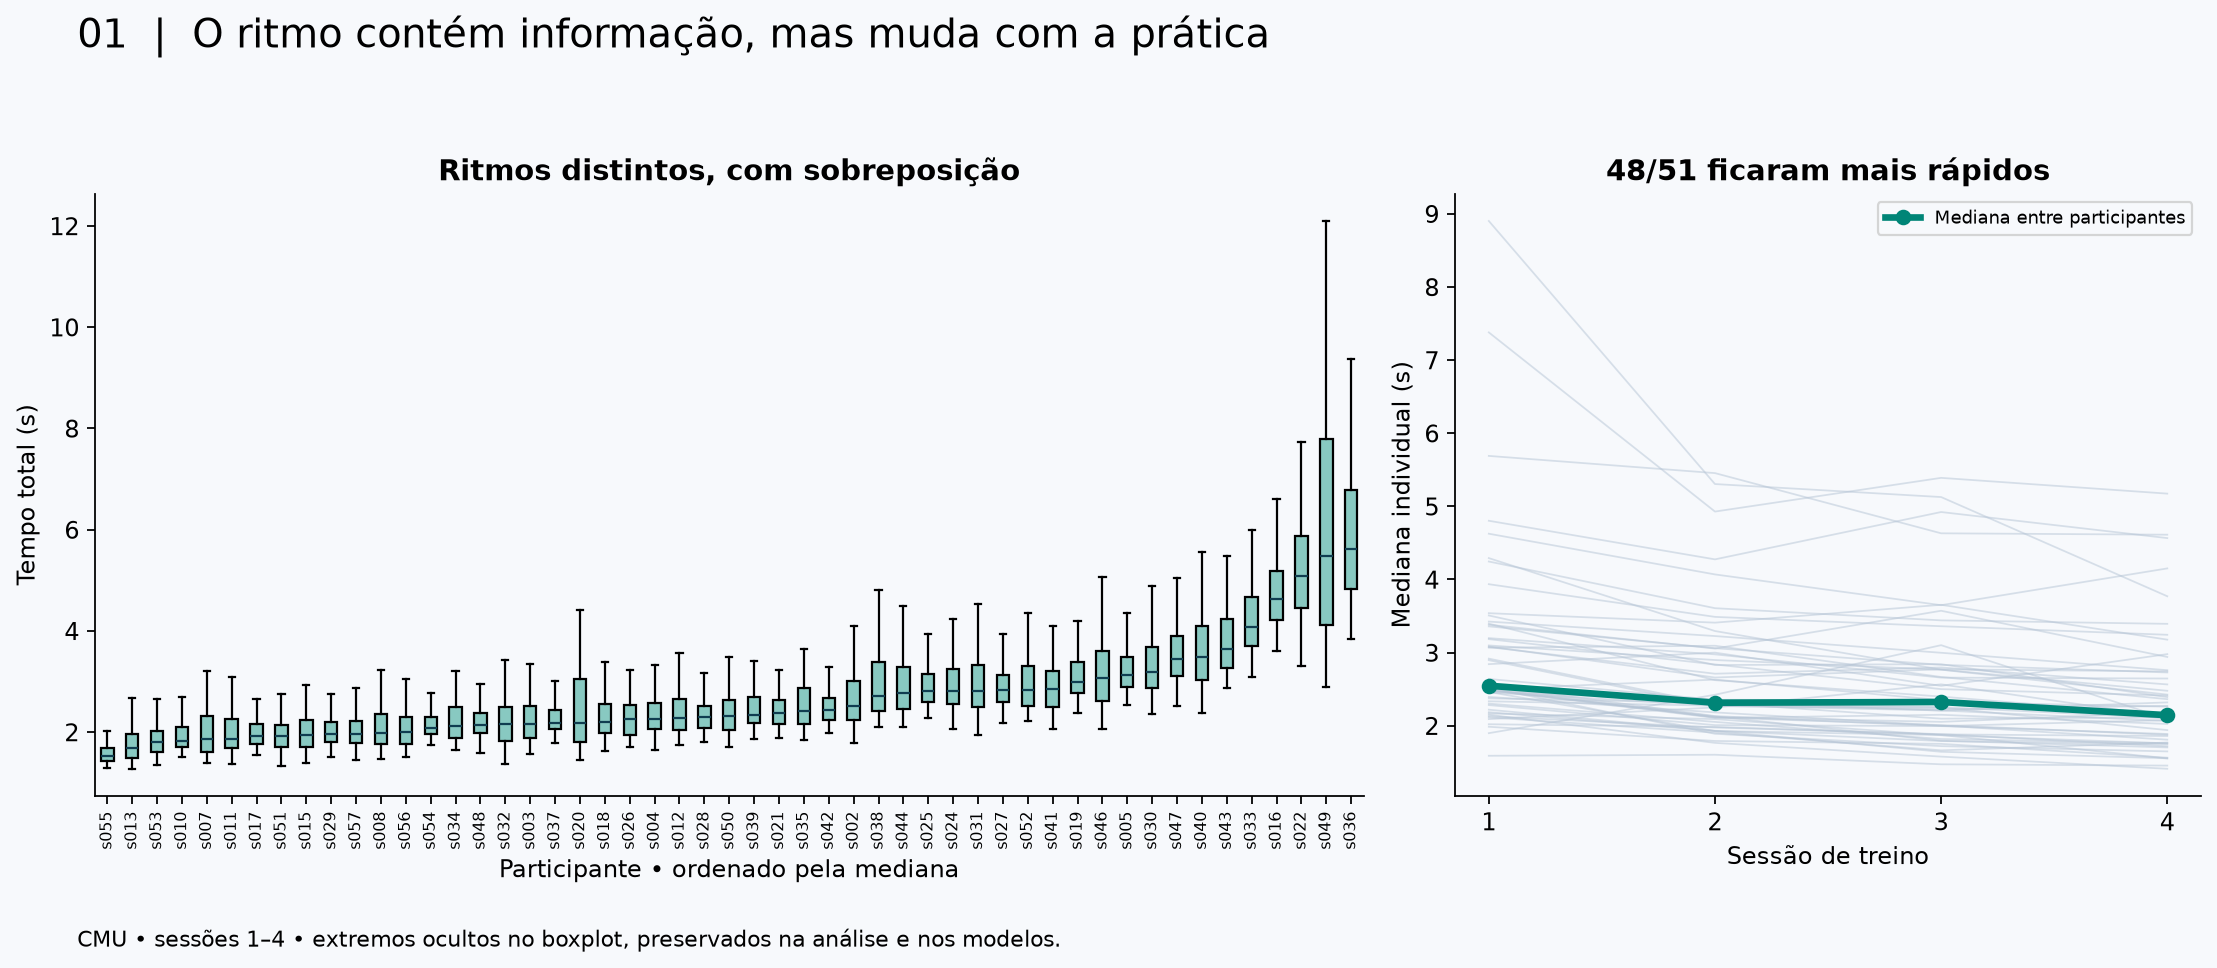 01 | O ritmo contém informação, mas muda com a prática
Ritmos distintos, com sobreposição
Tempo total (s)
12
10
8
6
4
2
s055 s013 s053 s010 s007 s011 s017 s051 s015 s029 s057 s008 s056 s054 s034 s048 s032 s003 s037 s020 s018 s026 s004 s012 s028 s050 s039 s021 s035 s042 s002 s038 s044 s025 s024 s031 s027 s052 s041 s019 s046 s005 s030 s047 s040 s043 s033 s016 s022 s049 s036
Participante • ordenado pela mediana
48/51 ficaram mais rápidos
Mediana entre participantes
Mediana individual (s)
9
8
7
6
5
4
3
2
1 2 3 4
Sessão de treino
CMU • sessões 1–4 • extremos ocultos no boxplot, preservados na análise e nos modelos.